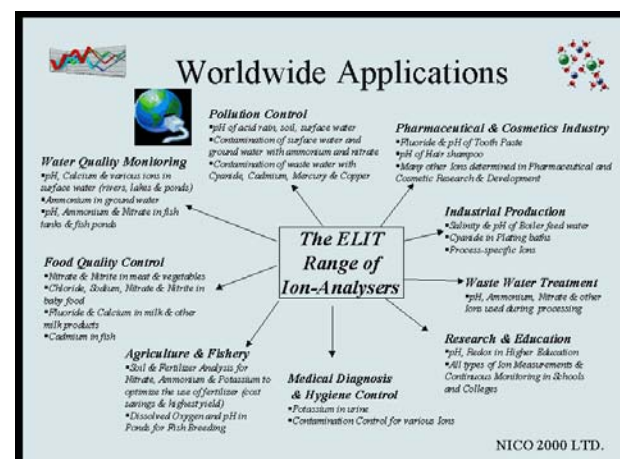 Worldwide Applications
Pollution Control
•pH of acid rain, soil, surface water
•Contamination of surface water and
ground water with ammonium and nitrate
•Contamination of waste water with
Cyanide, Cadmium, Mercury & Copper
Pharmaceutical & Cosmetics Industry
•Fluoride & pH of Tooth Paste
•pH of Hair shampoo
•Many other Ions determined in Pharmaceutical and
Cosmetic Research & Development
Water Quality Monitoring
•pH, Calcium & various ions in
surface water (rivers, lakes & ponds)
•Ammonium in ground water
•pH, Ammonium & Nitrate in fish
tanks & fish ponds
Industrial Production
•Salinity & pH of Boiler feed water
•Cyanide in Plating baths
•Process-specific Ions
The ELIT
Range of
Ion-Analysers
Food Quality Control
•Nitrate & Nitrite in meat & vegetables
•Chloride, Sodium, Nitrate & Nitrite in
baby food
•Fluoride & Calcium in milk & other
milk products
•Cadmium in fish
Waste Water Treatment
•pH, Ammonium, Nitrate & other
Ions used during processing
Research & Education
•pH, Redox in Higher Education
•All types of Ion Measurements &
Continuous Monitoring in Schools
and Colleges
Agriculture & Fishery
•Soil & Fertilizer Analysis for
Nitrate, Ammonium & Potassium to
optimize the use of fertilizer (cost
savings & highest yield)
•Dissolved Oxygen and pH in
Ponds for Fish Breeding
Medical Diagnosis
& Hygiene Control
•Potassium in urine
•Contamination Control for various Ions
NICO 2000 LTD.